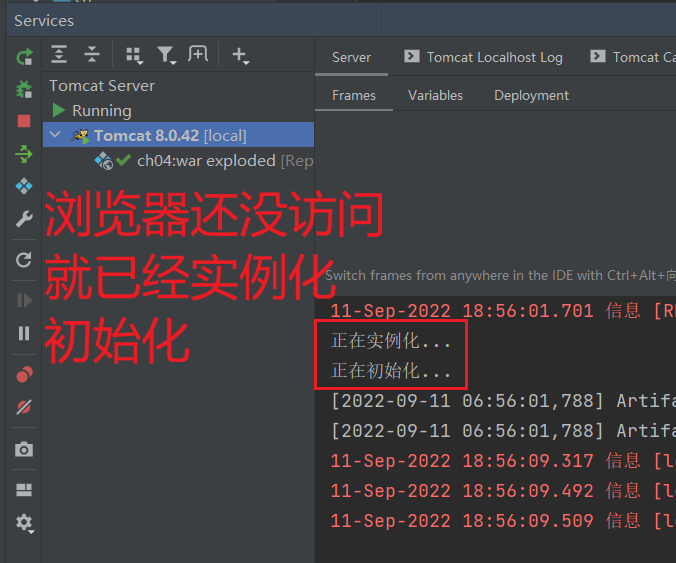 Services
Server
Tomcat Localhost Log
Tomcat Ca
Tomcat Server
Running
Tomcat 8.0.42 [local]
ch04:war exploded [Rep
Frames
Variables
Deployment
浏览器还没访问
就已经实例化
初始化
Switch frames from anywhere in the IDE with Ctrl+Alt+向
11-Sep-2022 18:56:01.701 信息 [R
正在实例化...
正在初始化...
[2022-09-11 06:56:01,788] Artifa
[2022-09-11 06:56:01,788] Artifa
11-Sep-2022 18:56:09.317 信息 [l
11-Sep-2022 18:56:09.492 信息 [l
11-Sep-2022 18:56:09.509 信息 [l